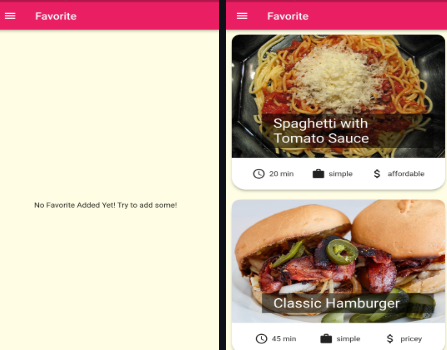 Favorite
No Favorite Added Yet! Try to add some!
Favorite
Spaghetti with
Tomato Sauce
20 min simple affordable
Classic Hamburger
45 min simple pricey